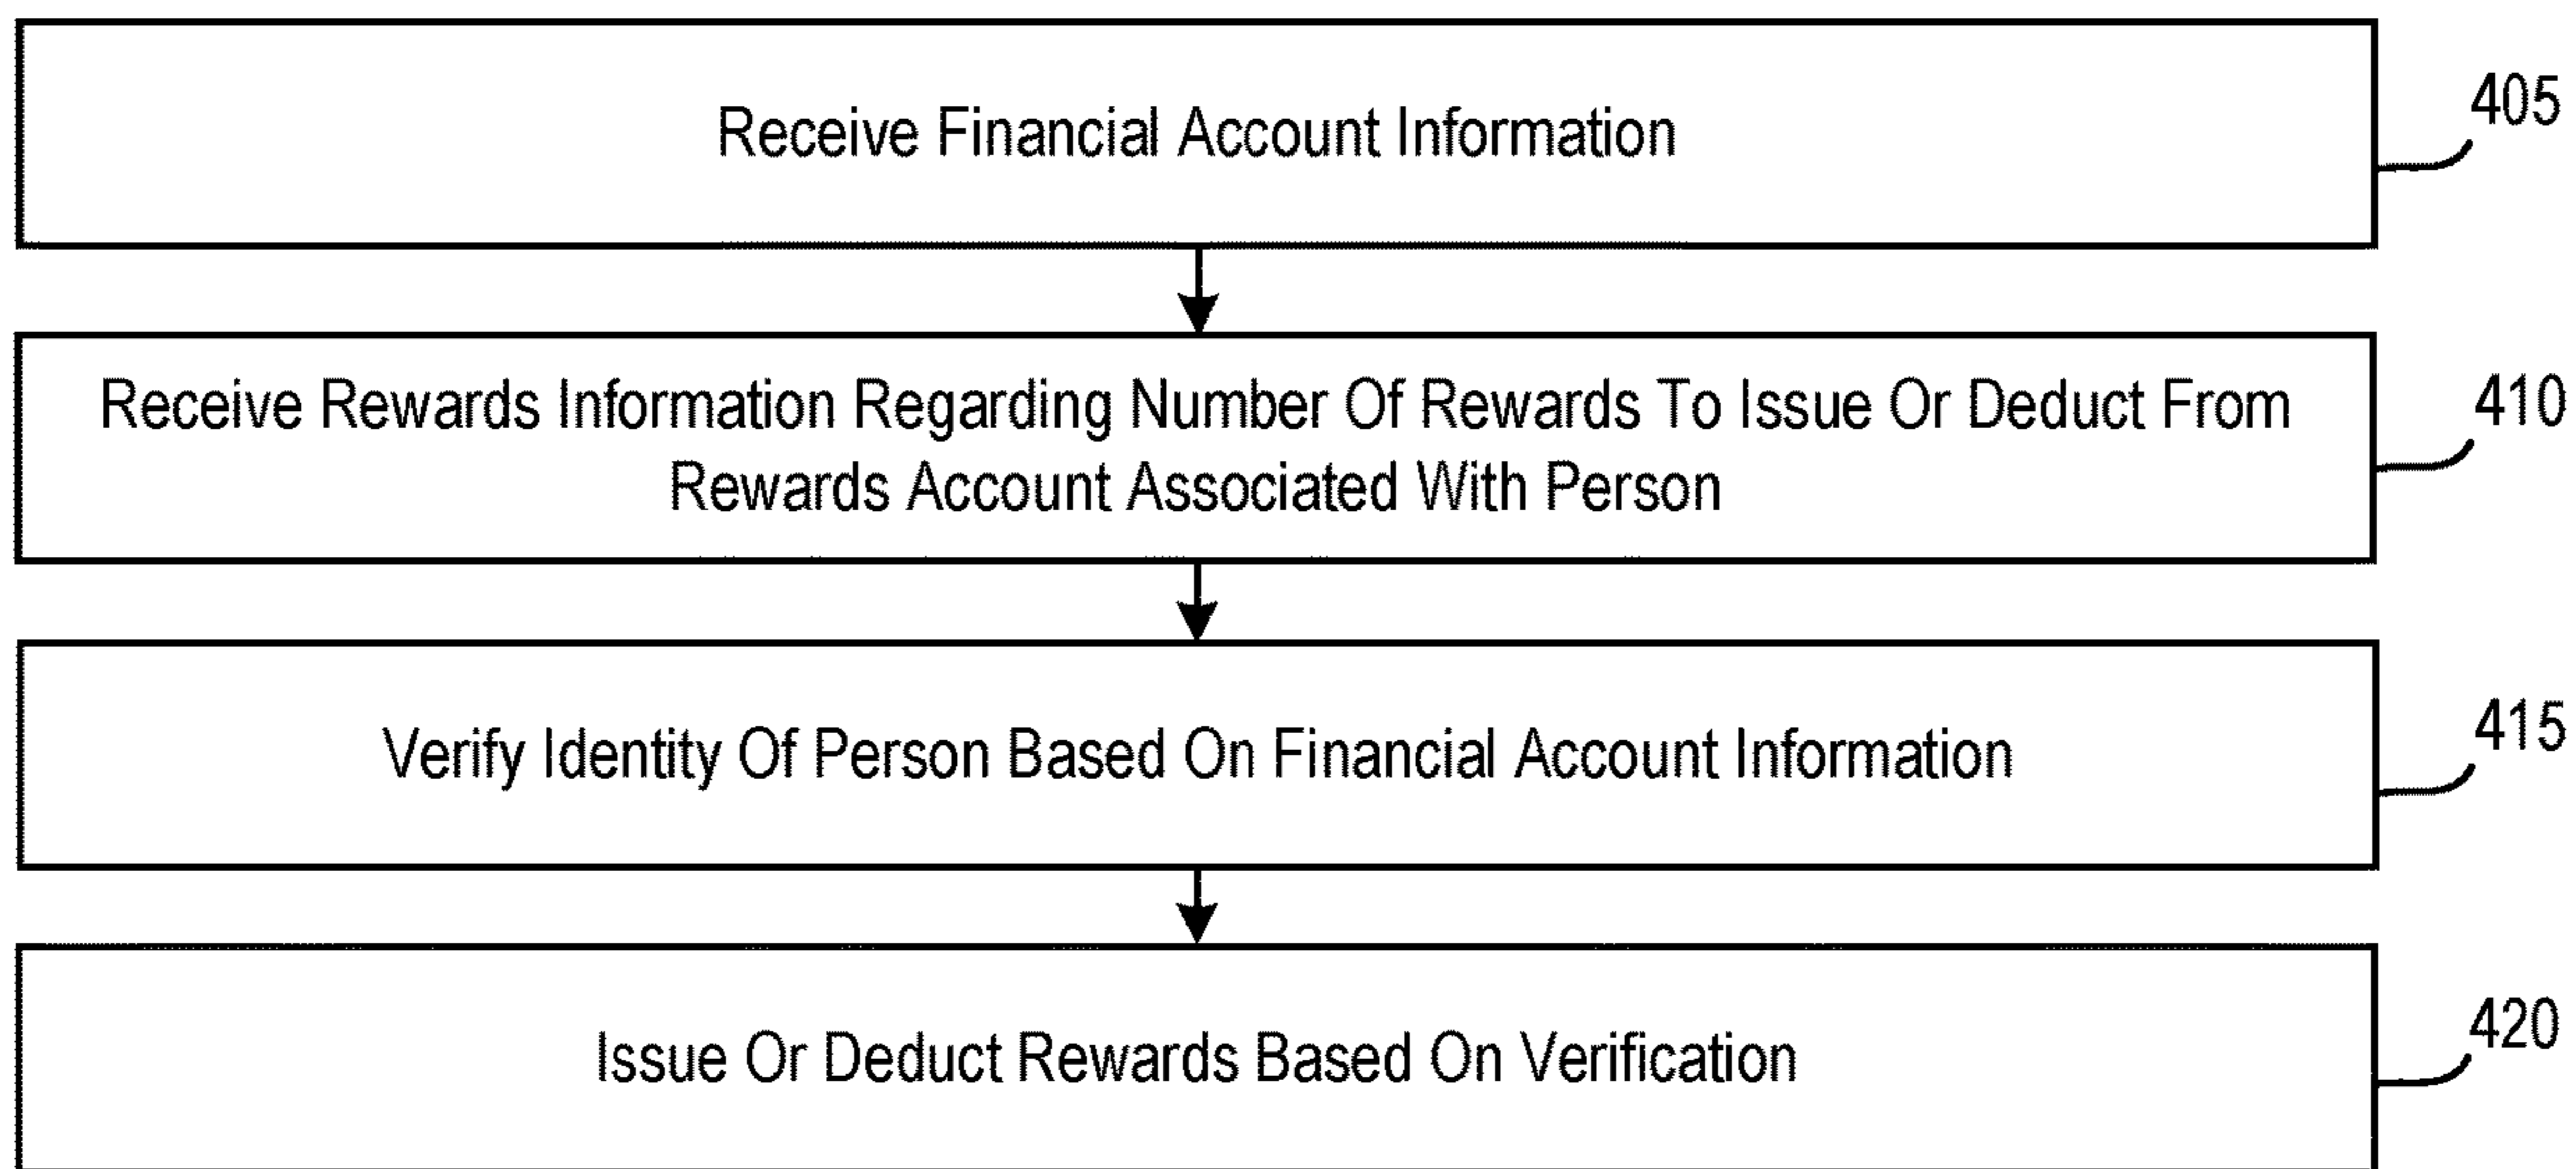 Receive Financial Account Information
405
Receive Rewards Information Regarding Number Of Rewards To Issue Or Deduct From
Rewards Account Associated With Person
410
Verify Identity Of Person Based On Financial Account Information
415
Issue Or Deduct Rewards Based On Verification
420